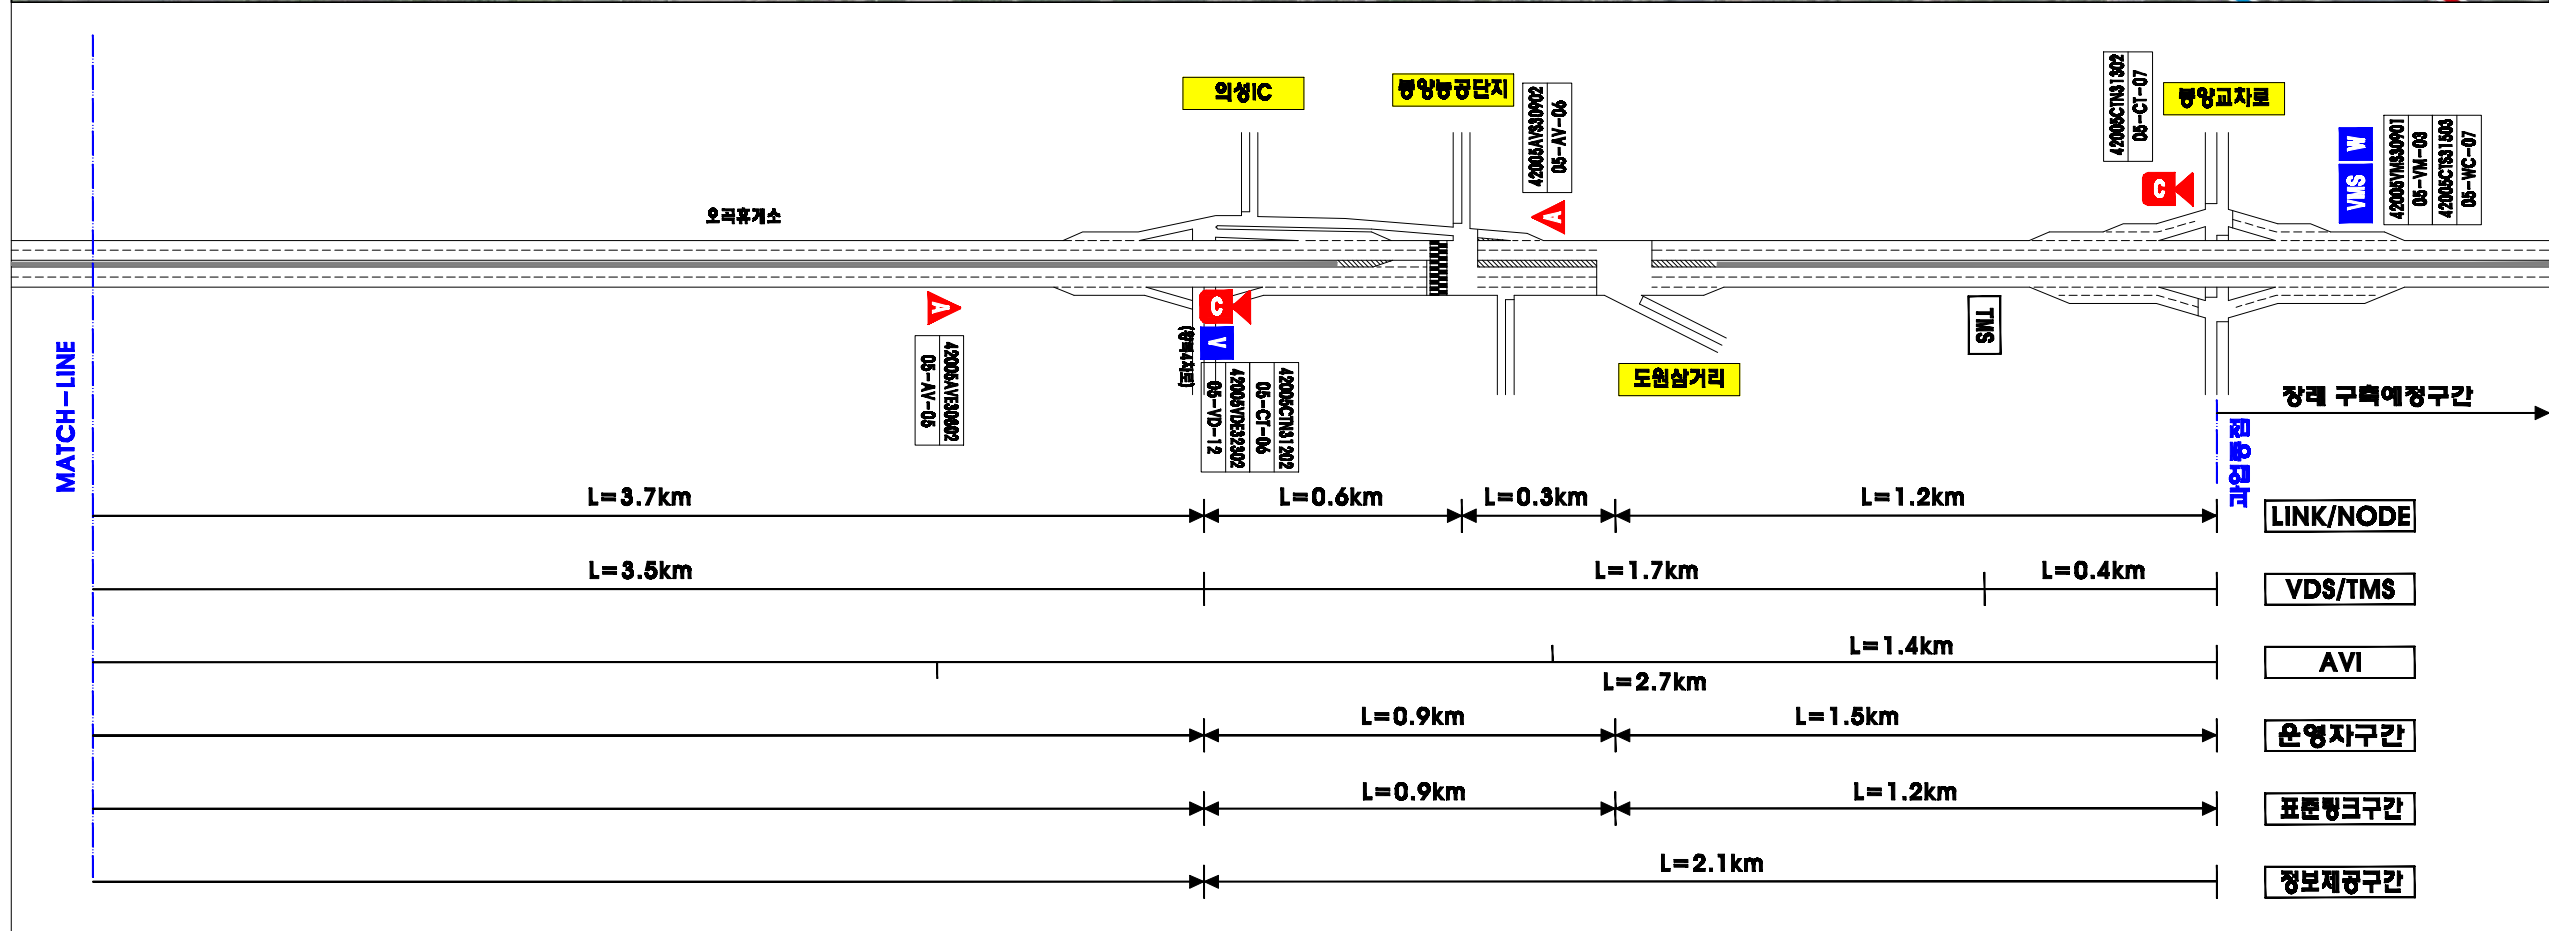 의성IC
봉양농공단지
42005AVS30902
05-AV-06
42005CTN31302
05-CT-07
봉양교차로
W
VMS
42005VMS30901
05-VM-03
42005CTS31503
05-WC-07
C
A
오곡휴게소
A
42005AVE30802
05-AV-05
C
V
42005CTN31202
05-CT-06
42005VDE32302
05-VD-12
TMS
도원삼거리
MATCH-LINE
장래 구축예정구간
과업종점
L=3.7km
L=0.6km
L=0.3km
L=1.2km
LINK/NODE
L=3.5km
L=1.7km
L=0.4km
VDS/TMS
L=1.4km
AVI
L=2.7km
L=0.9km
L=1.5km
운영자구간
L=0.9km
L=1.2km
표준링크구간
L=2.1km
정보제공구간